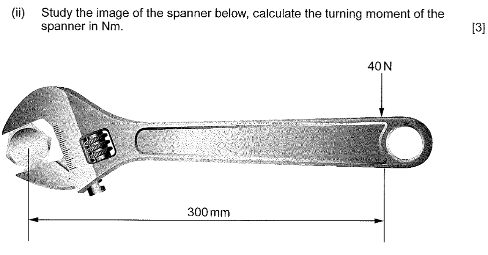 (ii) Study the image of the spanner below, calculate the turning moment of the
spanner in Nm.
[3]
40 N
300 mm